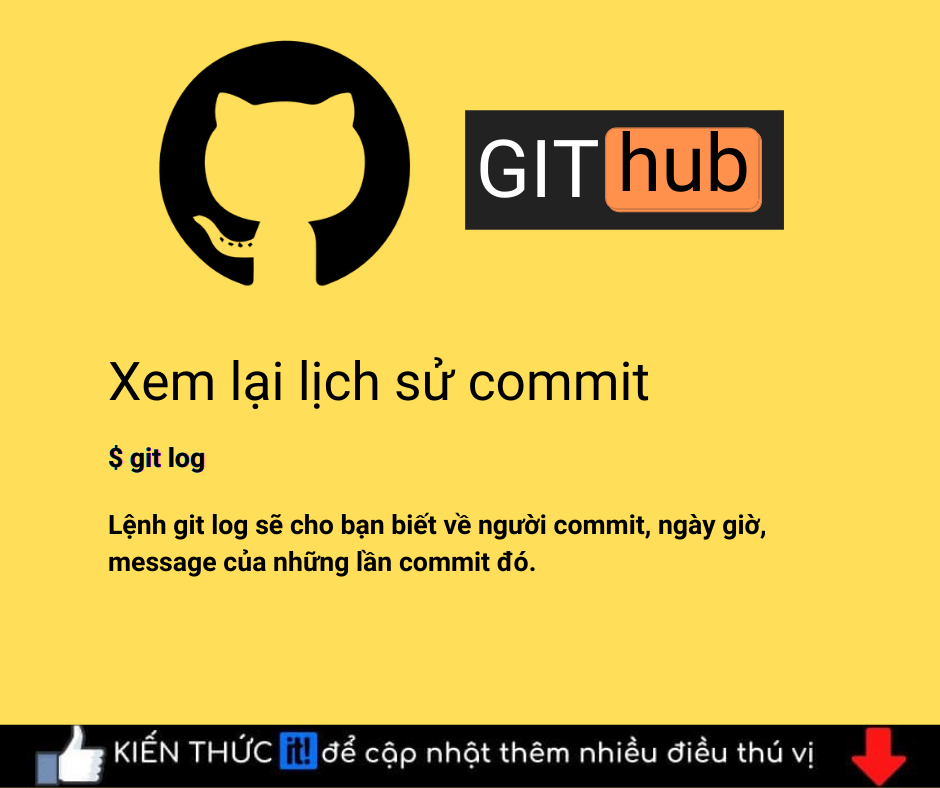 GIT hub
Xem lại lịch sử commit
$ git log
Lệnh git log sẽ cho bạn biết về người commit, ngày giờ,
message của những lần commit đó.
KIẾN THỨC it! để cập nhật thêm nhiều điều thú vị